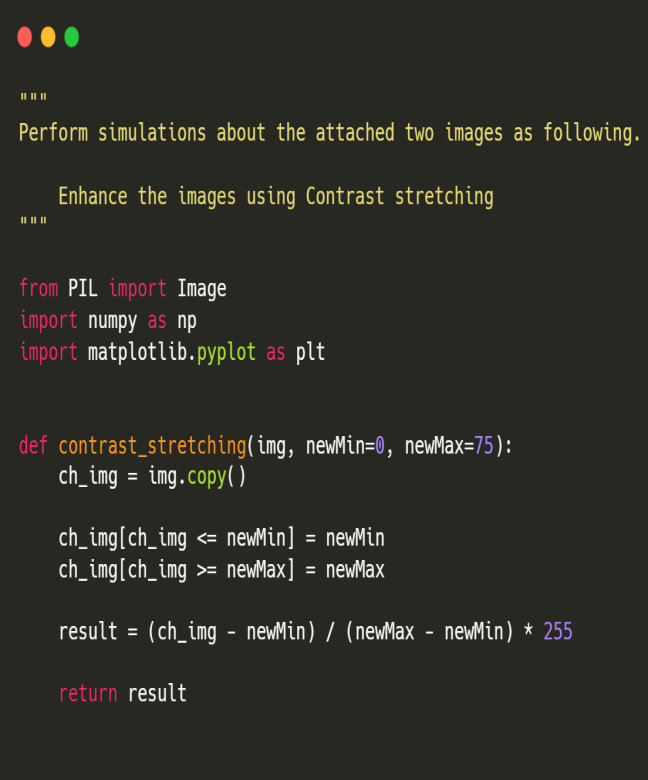 """
Perform simulations about the attached two images as following.
    Enhance the images using Contrast stretching
"""
from PIL import Image
import numpy as np
import matplotlib.pyplot as plt
def contrast_stretching(img, newMin=0, newMax=75):
    ch_img = img.copy()
    ch_img[ch_img <= newMin] = newMin
    ch_img[ch_img >= newMax] = newMax
    result = (ch_img - newMin) / (newMax - newMin) * 255
    return result